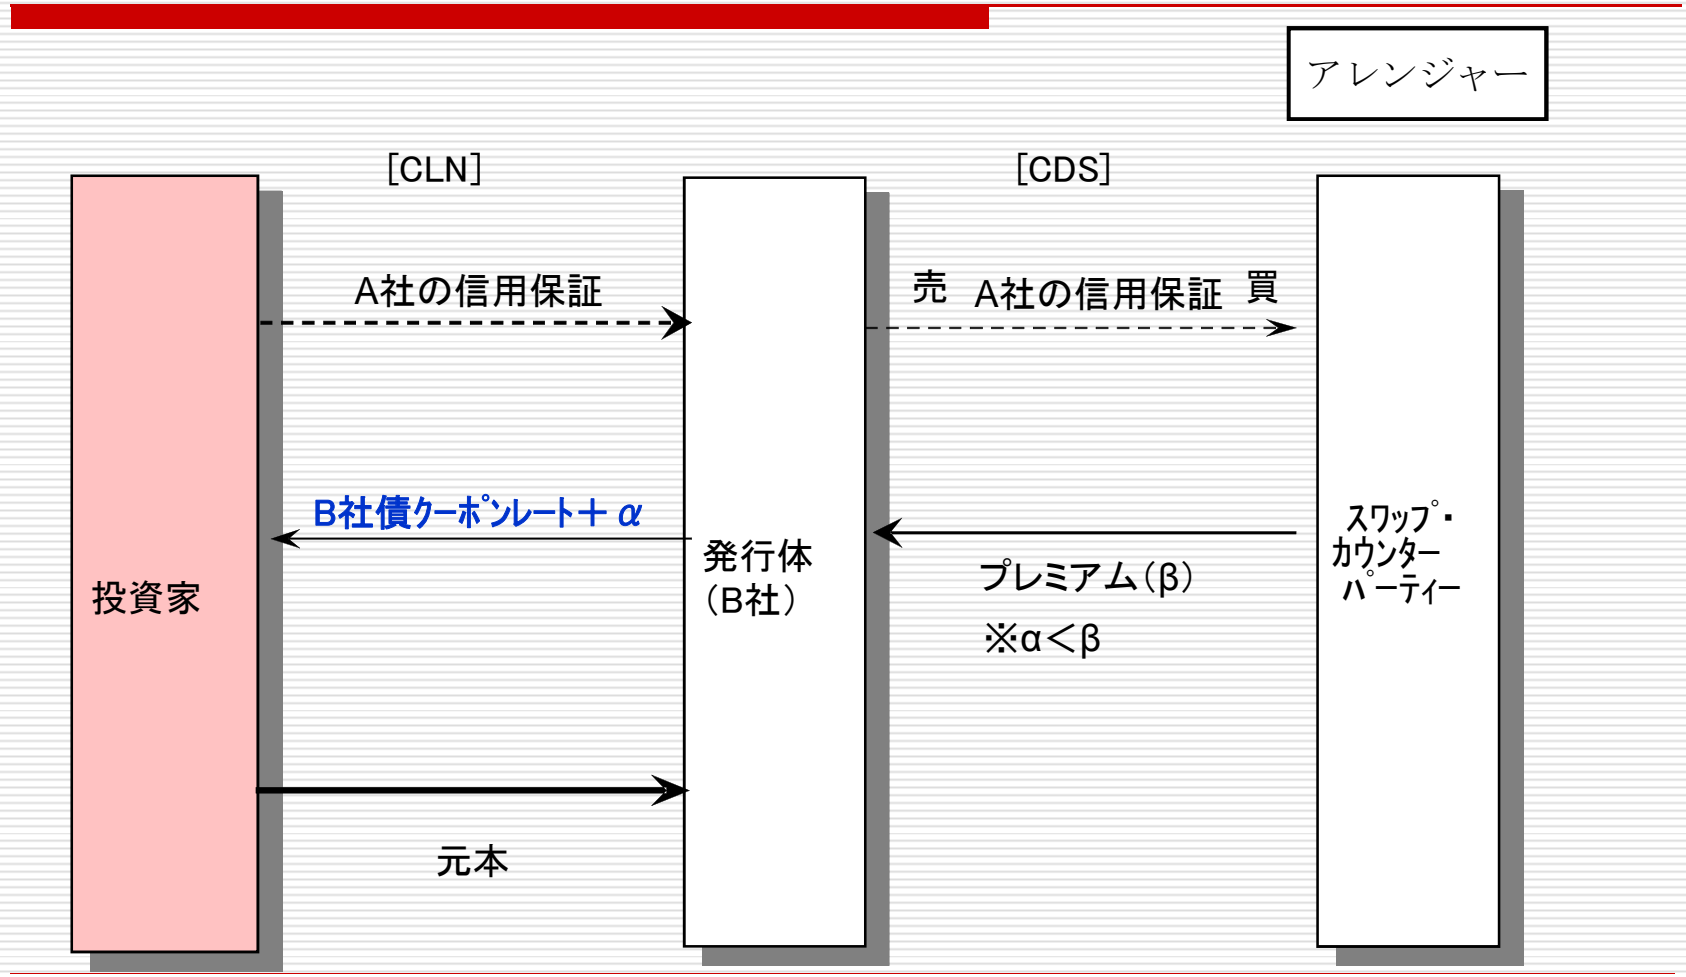 アレンジャー
［CLN］
［CDS］
A社の信用保証
売
A社の信用保証
買
B社債ｸｰﾎﾟﾝﾚｰﾄ＋α
投資家
発行体
（B社）
プレミアム（β）
※α＜β
ｽﾜｯﾌﾟ・
ｶｳﾝﾀｰ
ﾊﾟｰﾃｨｰ
元本